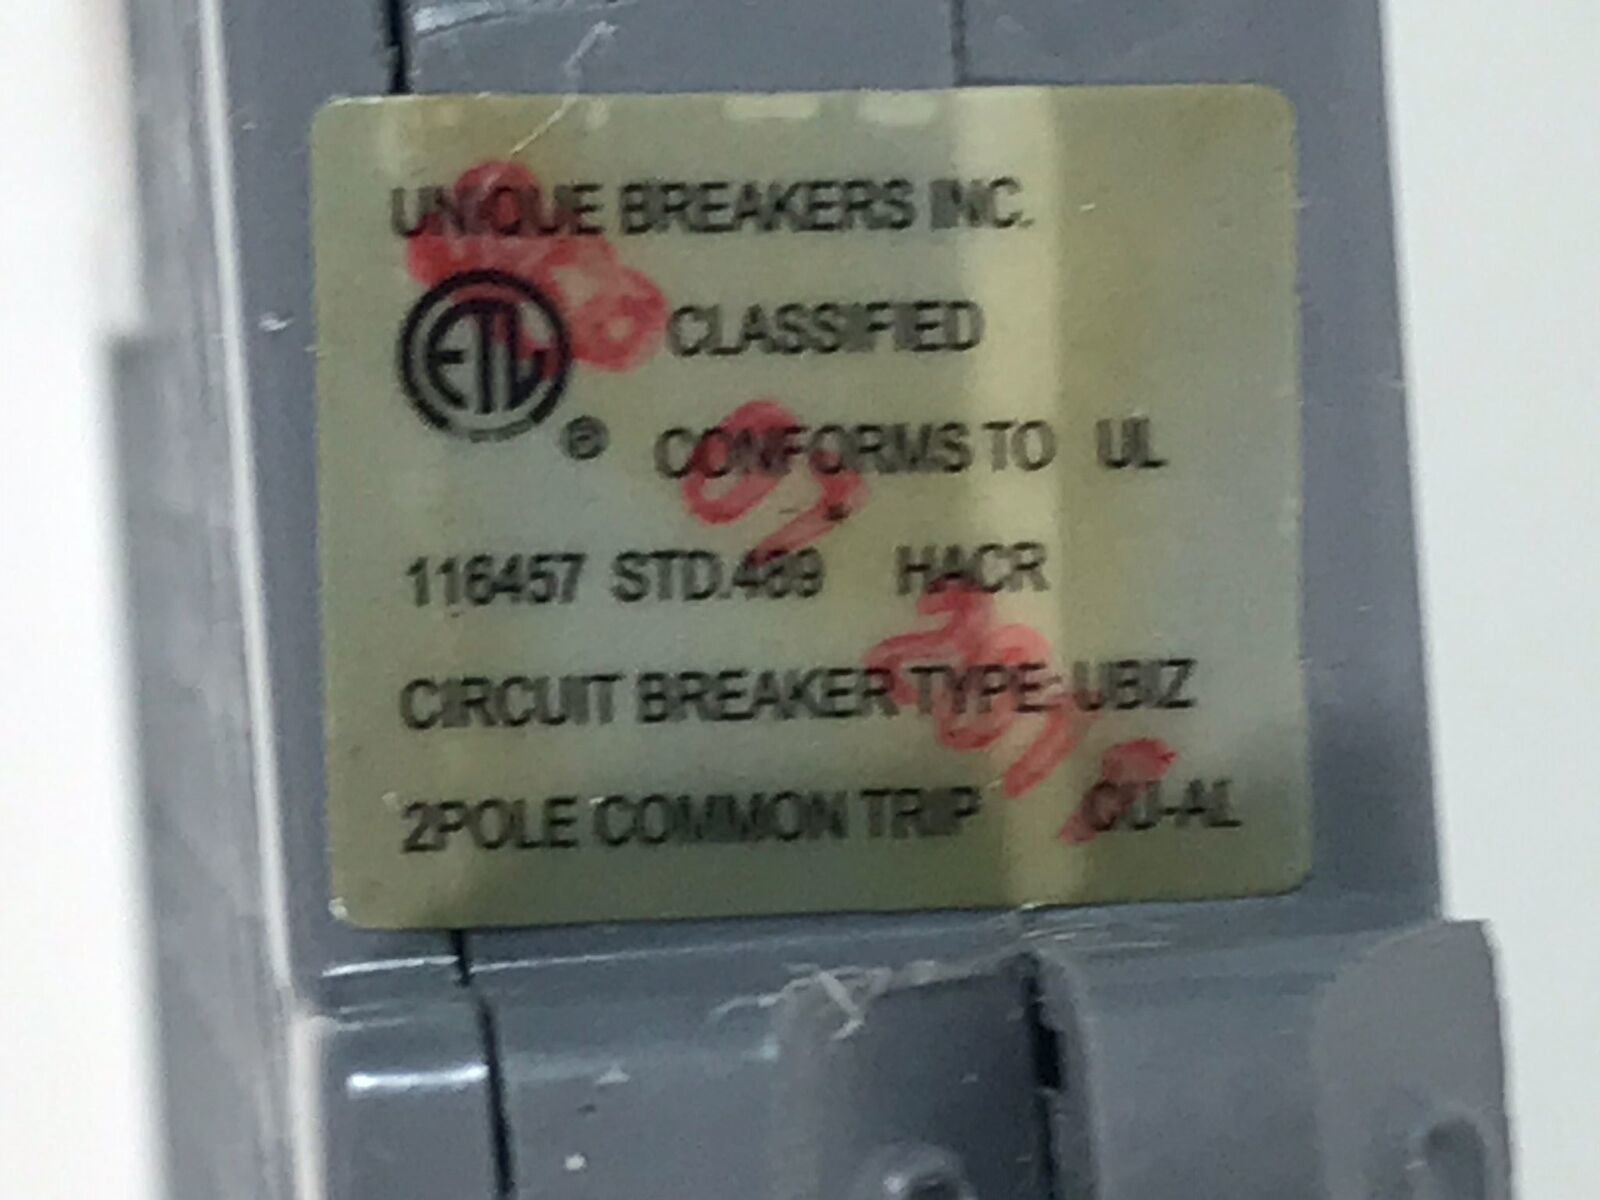 UNIQUE BREAKERS INC.
ETL CLASSIFIED
® CONFORMS TO UL
116457 STD.489 HACR
CIRCUIT BREAKER TYPE: UBIZ
2POLE COMMON TRIP CU-AL